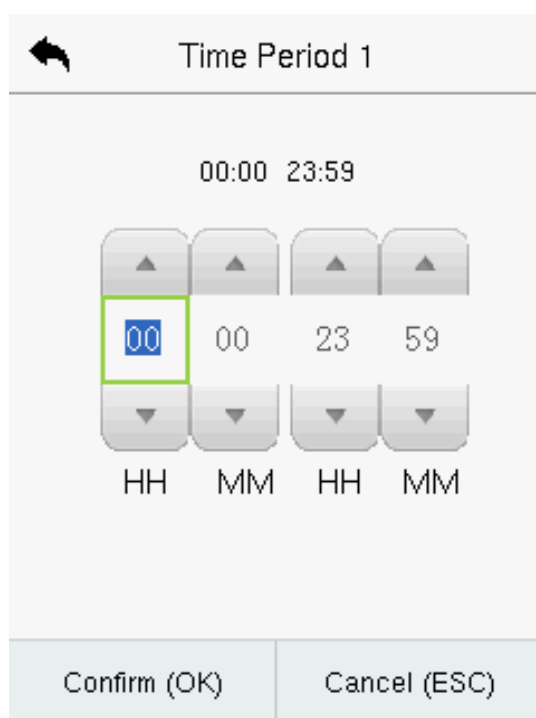 Time Period 1
00:00 23:59
00 00 23 59
HH MM HH MM
Confirm (OK) Cancel (ESC)